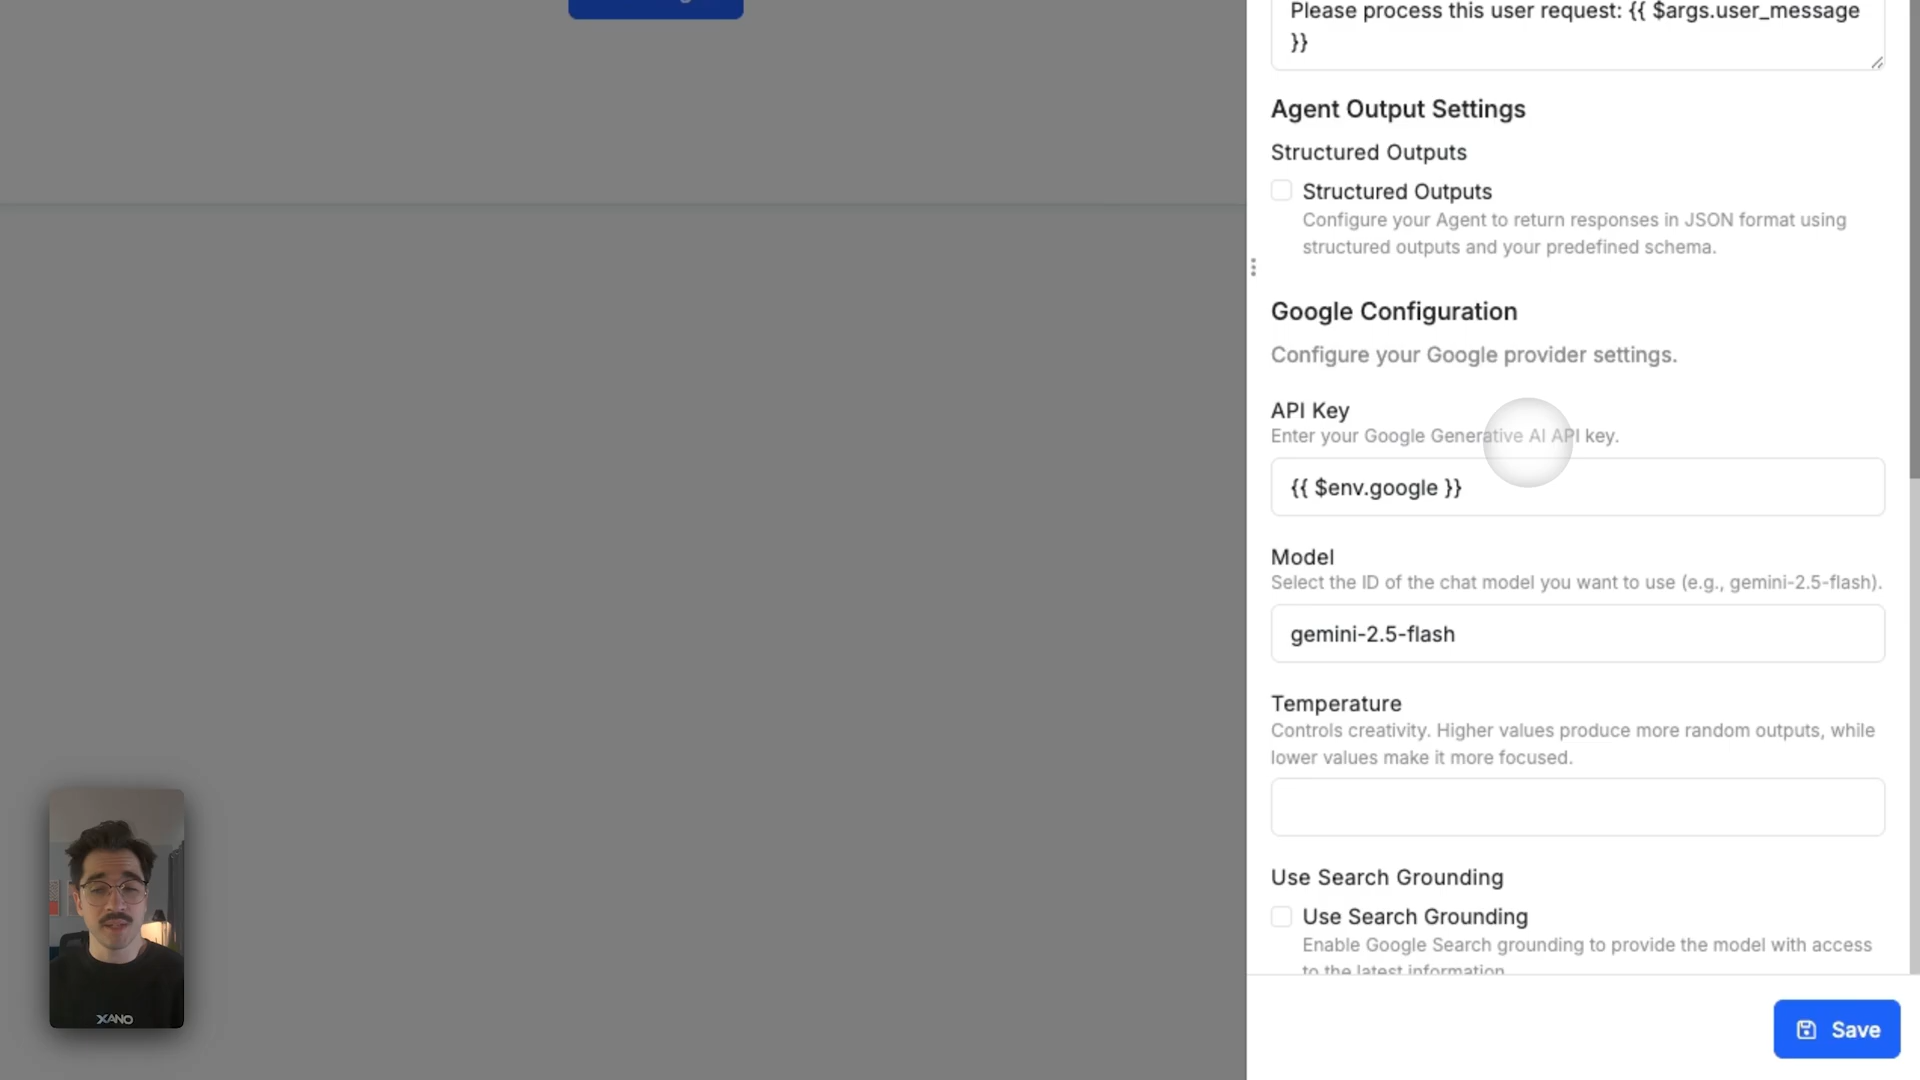 Please process this user request: {{ $args.user_message
}}
Agent Output Settings
Structured Outputs
Structured Outputs
Configure your Agent to return responses in JSON format using
structured outputs and your predefined schema.
Google Configuration
Configure your Google provider settings.
API Key
Enter your Google Generative AI API key.
{{ $env.google }}
Model
Select the ID of the chat model you want to use (e.g., gemini-2.5-flash).
gemini-2.5-flash
Temperature
Controls creativity. Higher values produce more random outputs, while
lower values make it more focused.
Use Search Grounding
Use Search Grounding
Enable Google Search grounding to provide the model with access
to the latest information
Save
XANO